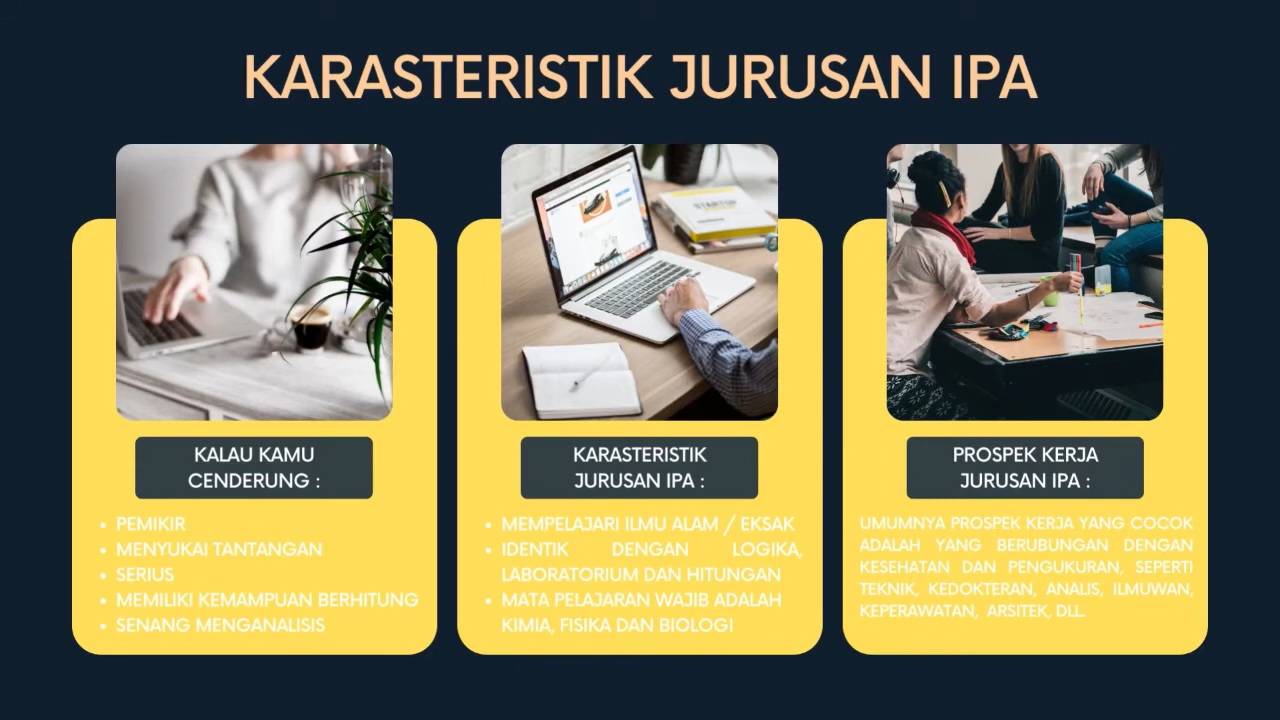 KARASTERISTIK JURUSAN IPA
KALAU KAMU
CENDERUNG :
• PEMIKIR
• MENYUKAI TANTANGAN
• SERIUS
• MEMILIKI KEMAMPUAN BERHITUNG
• SENANG MENGANALISIS
STARTUP
KARASTERISTIK
JURUSAN IPA :
• MEMPELAJARI ILMU ALAM / EKSAK
• IDENTIK DENGAN LOGIKA,
LABORATORIUM DAN HITUNGAN
• MATA PELAJARAN WAJIB ADALAH
KIMIA, FISIKA DAN BIOLOGI
PROSPEK KERJA
JURUSAN IPA :
UMUMNYA PROSPEK KERJA YANG COCOK
ADALAH YANG BERUBUNGAN DENGAN
KESEHATAN DAN PENGUKURAN, SEPERTI
TEKNIK, KEDOKTERAN, ANALIS, ILMUWAN,
KEPERAWATAN, ARSITEK, DLL.